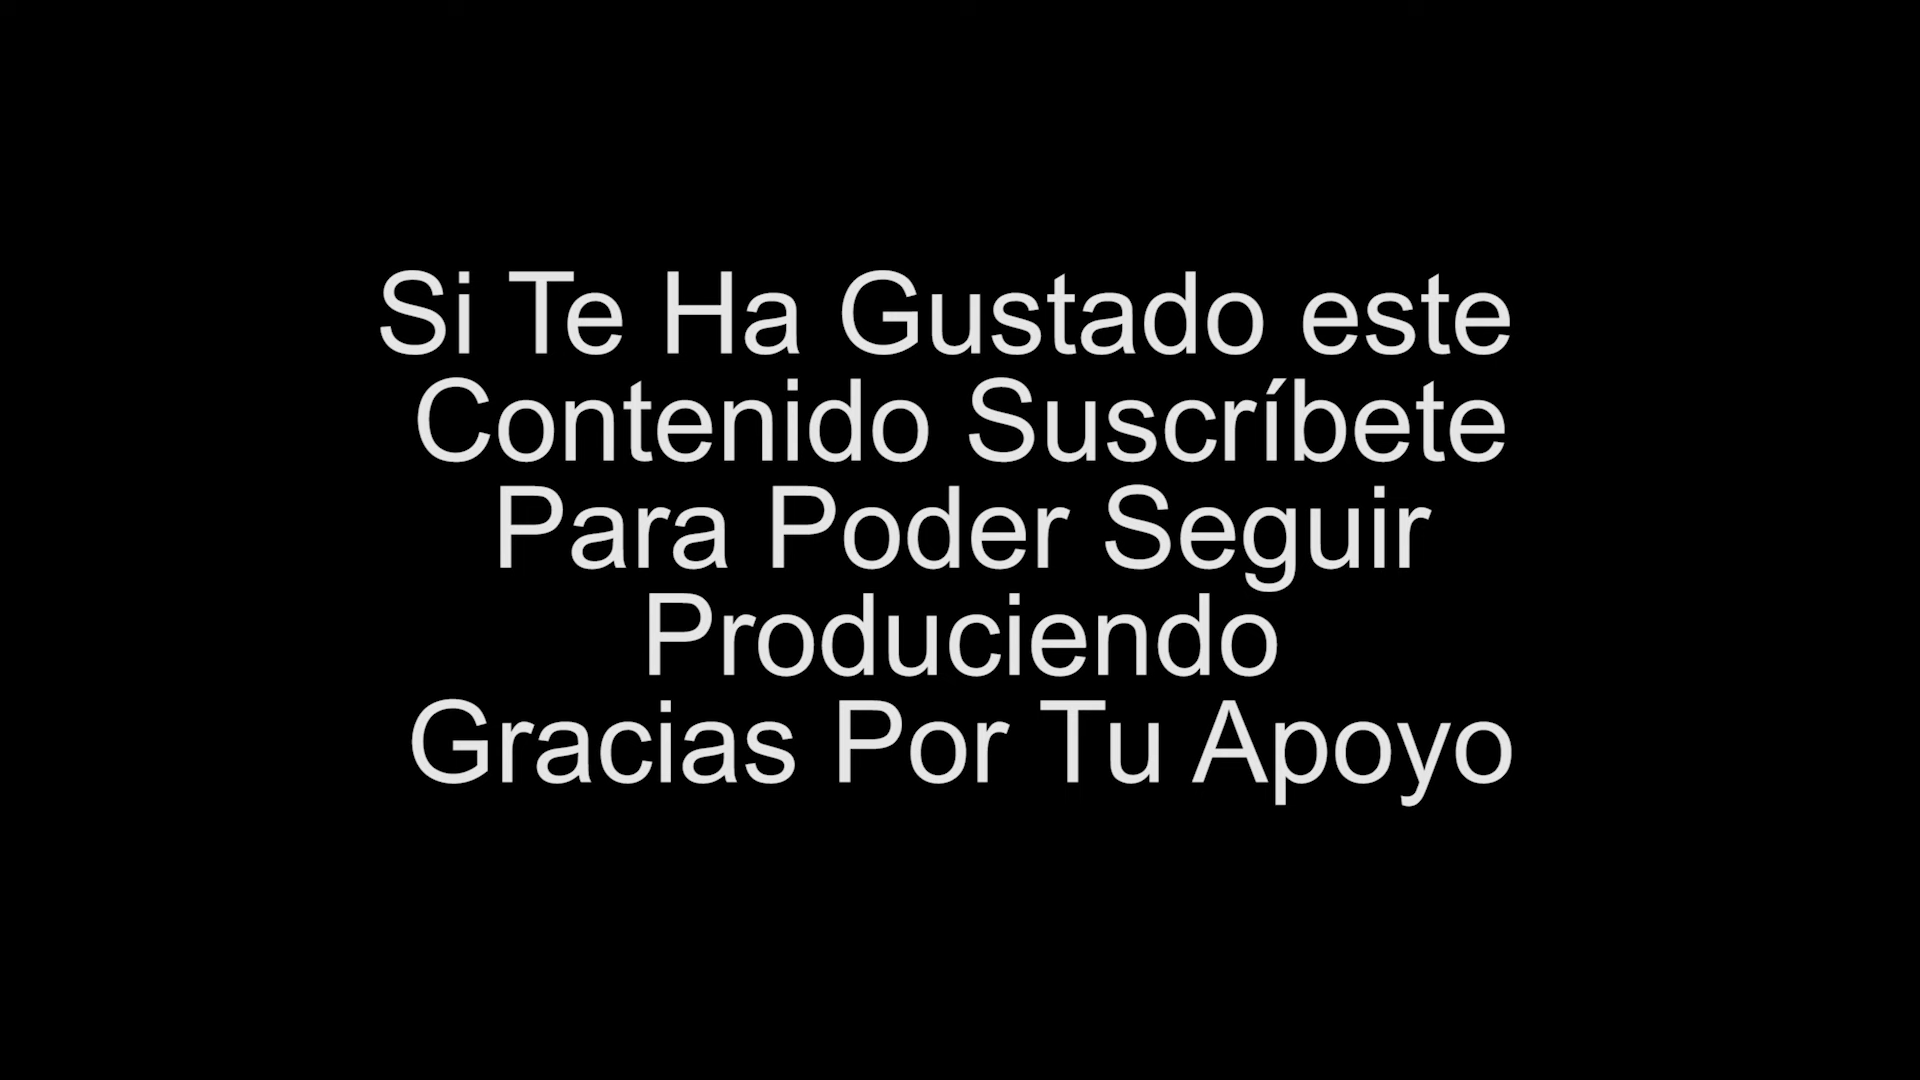 Si Te Ha Gustado este
Contenido Suscríbete
Para Poder Seguir
Produciendo
Gracias Por Tu Apoyo